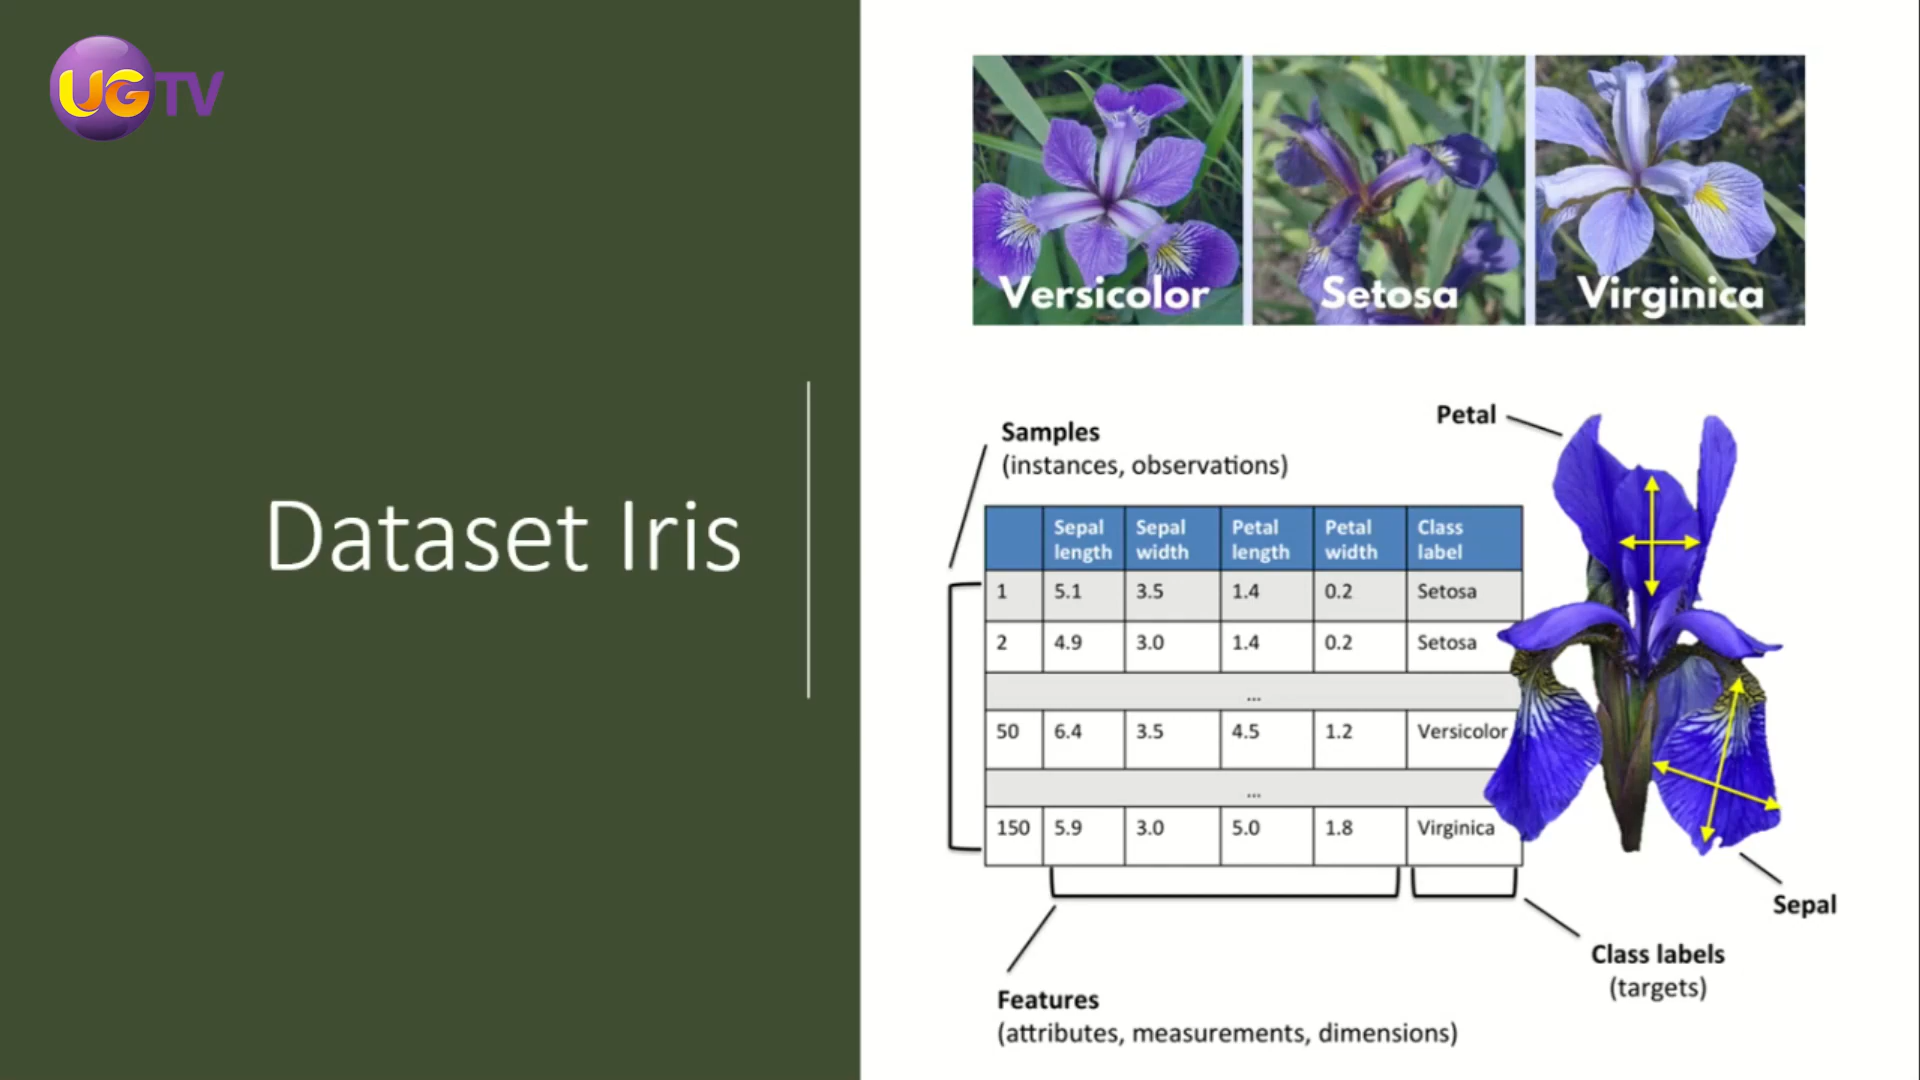 UGTV
Dataset Iris
Versicolor
Setosa
Virginica
Samples
(instances, observations)
Petal
Sepal length Sepal width Petal length Petal width Class label
1 5.1 3.5 1.4 0.2 Setosa
2 4.9 3.0 1.4 0.2 Setosa
...
50 6.4 3.5 4.5 1.2 Versicolor
...
150 5.9 3.0 5.0 1.8 Virginica
Sepal
Class labels
(targets)
Features
(attributes, measurements, dimensions)